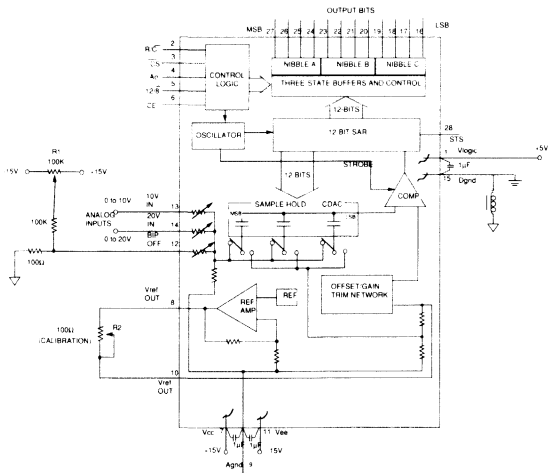 OUTPUT BITS
MSB 27 26 25 24 23 22 21 20 19 18 17 16 LSB
R/C 2
CS 3
Ao 4
12/8 5
CE 6
CONTROL LOGIC
NIBBLE A NIBBLE B NIBBLE C
THREE STATE BUFFERS AND CONTROL
12-BITS
OSCILLATOR
12 BIT SAR
28
STS
+5V
R1
100K
15V -15V
STROBE
1 Vlogic
1µF
15 Dgnd
12 BITS
COMP
0 to 10V
10V IN 13
ANALOG INPUTS
20V IN 14
0 to 20V
BIP OFF 12
100K
100Ω
SAMPLE HOLD CDAC
MSB LSB
OFFSET/GAIN TRIM NETWORK
Vref OUT 8
REF AMP
REF
100Ω
R2
(CALIBRATION)
10
Vref OUT
Vcc 7 11 Vee
1µF 1µF
+15V 15V
Agnd 9